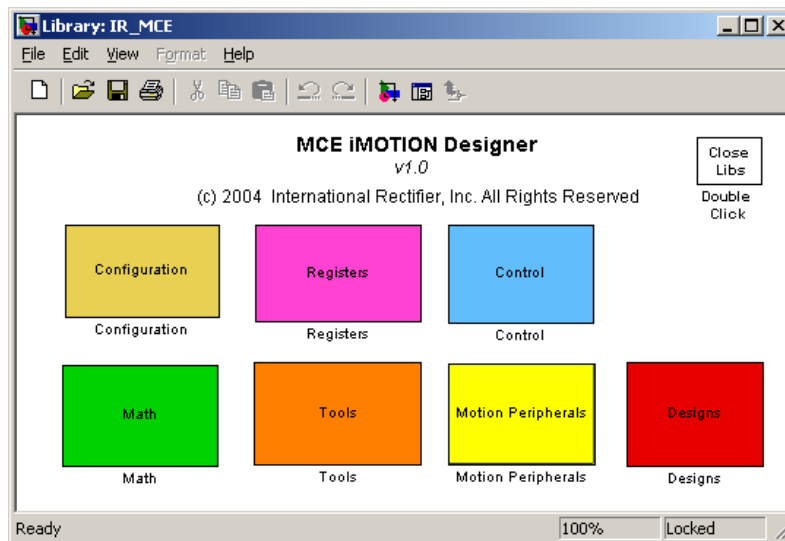 Library: IR_MCE
File Edit View Format Help
MCE iMOTION Designer
v1.0
(c) 2004 International Rectifier, Inc. All Rights Reserved
Close
Libs
Double
Click
Configuration Registers Control
Configuration Registers Control
Math Tools Motion Peripherals Designs
Math Tools Motion Peripherals Designs
Ready 100% Locked